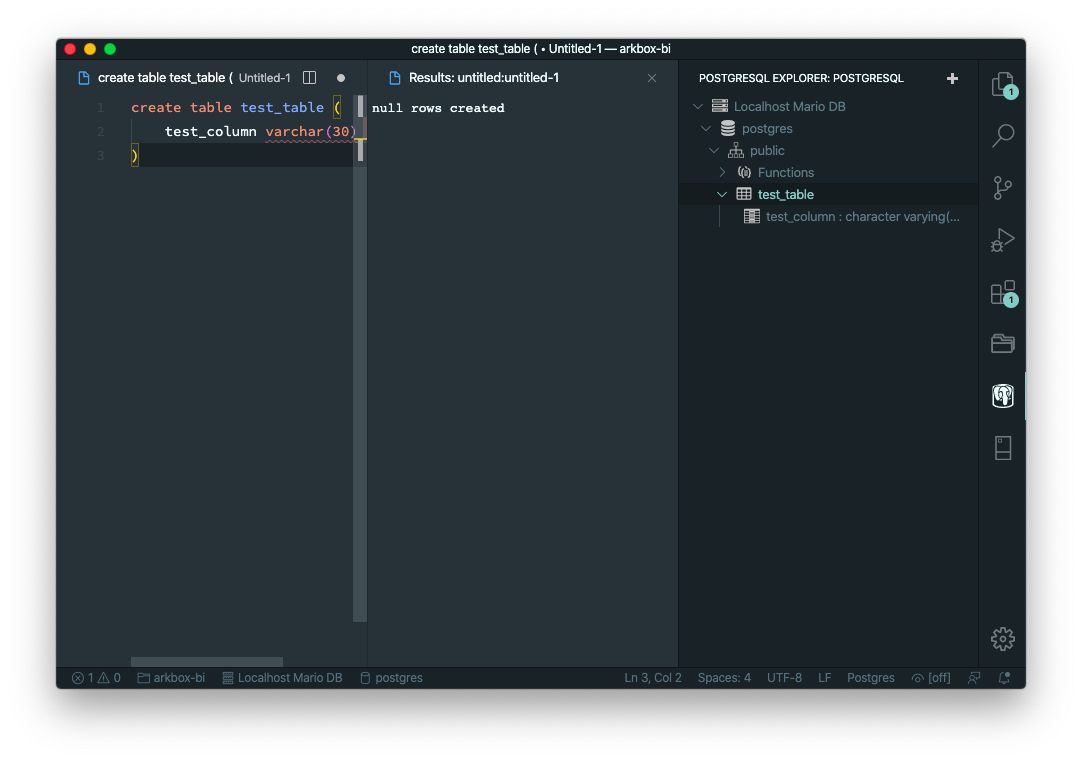 create table test_table ( • Untitled-1 — arkbox-bi
create table test_table ( Untitled-1
1 create table test_table (
2 test_column varchar(30)
3 )
Results: untitled:untitled-1
null rows created
POSTGRESQL EXPLORER: POSTGRESQL
Localhost Mario DB
postgres
public
Functions
test_table
test_column : character varying(...
1
1
1 0 arkbox-bi Localhost Mario DB postgres Ln 3, Col 2 Spaces: 4 UTF-8 LF Postgres [off]